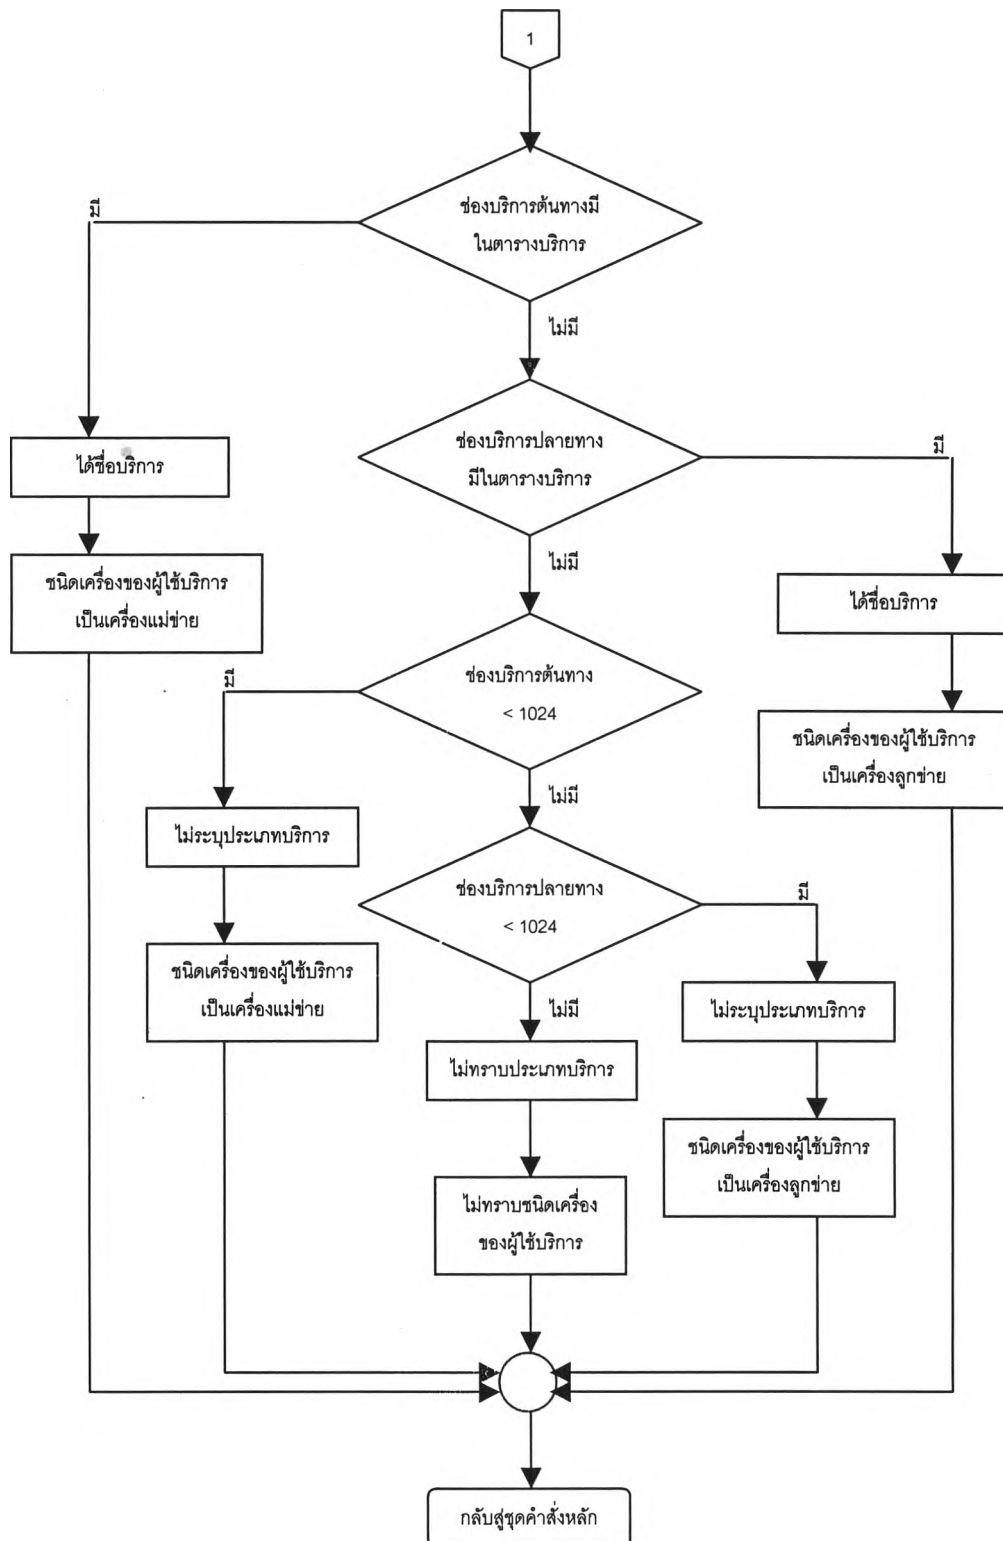 1
ช่องบริการต้นทางมี
ในตารางบริการ
มี
ไม่มี
ช่องบริการปลายทาง
มีในตารางบริการ
มี
ไม่มี
ได้ชื่อบริการ
ชนิดเครื่องของผู้ใช้บริการ
เป็นเครื่องแม่ข่าย
ได้ชื่อบริการ
ชนิดเครื่องของผู้ใช้บริการ
เป็นเครื่องลูกข่าย
ช่องบริการต้นทาง
< 1024
มี
ไม่มี
ไม่ระบุประเภทบริการ
ชนิดเครื่องของผู้ใช้บริการ
เป็นเครื่องแม่ข่าย
ช่องบริการปลายทาง
< 1024
มี
ไม่มี
ไม่ระบุประเภทบริการ
ชนิดเครื่องของผู้ใช้บริการ
เป็นเครื่องลูกข่าย
ไม่ทราบประเภทบริการ
ไม่ทราบชนิดเครื่อง
ของผู้ใช้บริการ
กลับสู่ชุดคำสั่งหลัก